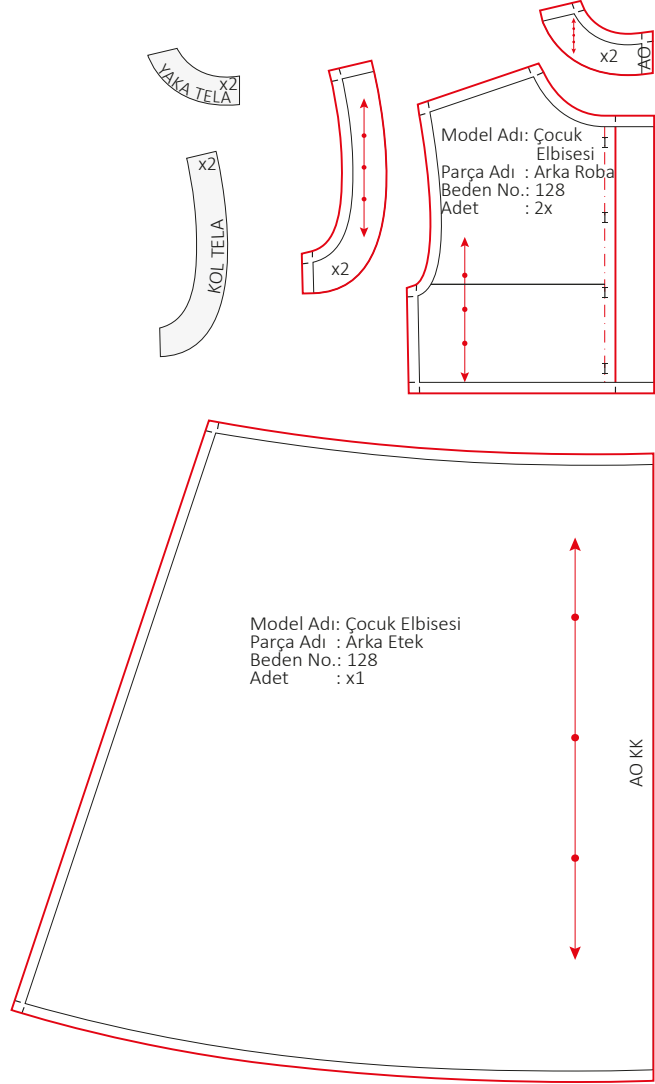 YAKA TELA
x2
x2
AO
x2
KOL TELA
x2
Model Adı: Çocuk
Elbisesi
Parça Adı : Arka Roba
Beden No.: 128
Adet : 2x
Model Adı: Çocuk Elbisesi
Parça Adı : Arka Etek
Beden No.: 128
Adet : x1
AO KK